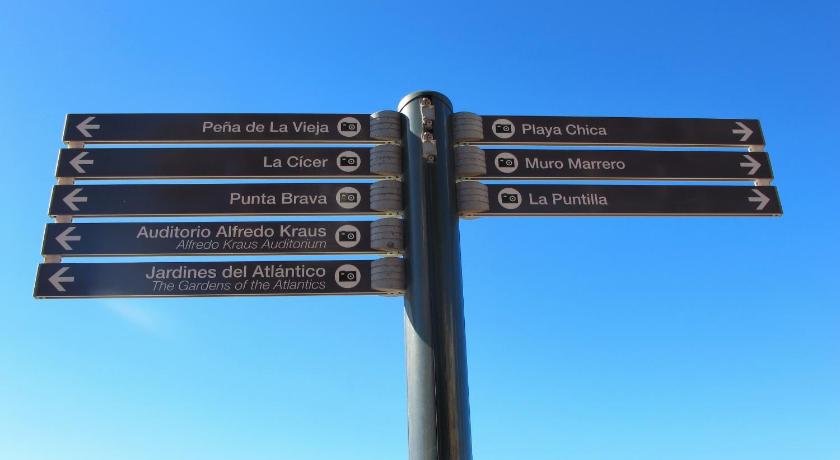 Peña de La Vieja
La Cícer
Punta Brava
Auditorio Alfredo Kraus
Alfredo Kraus Auditorium
Jardines del Atlántico
The Gardens of the Atlantics
Playa Chica
Muro Marrero
La Puntilla